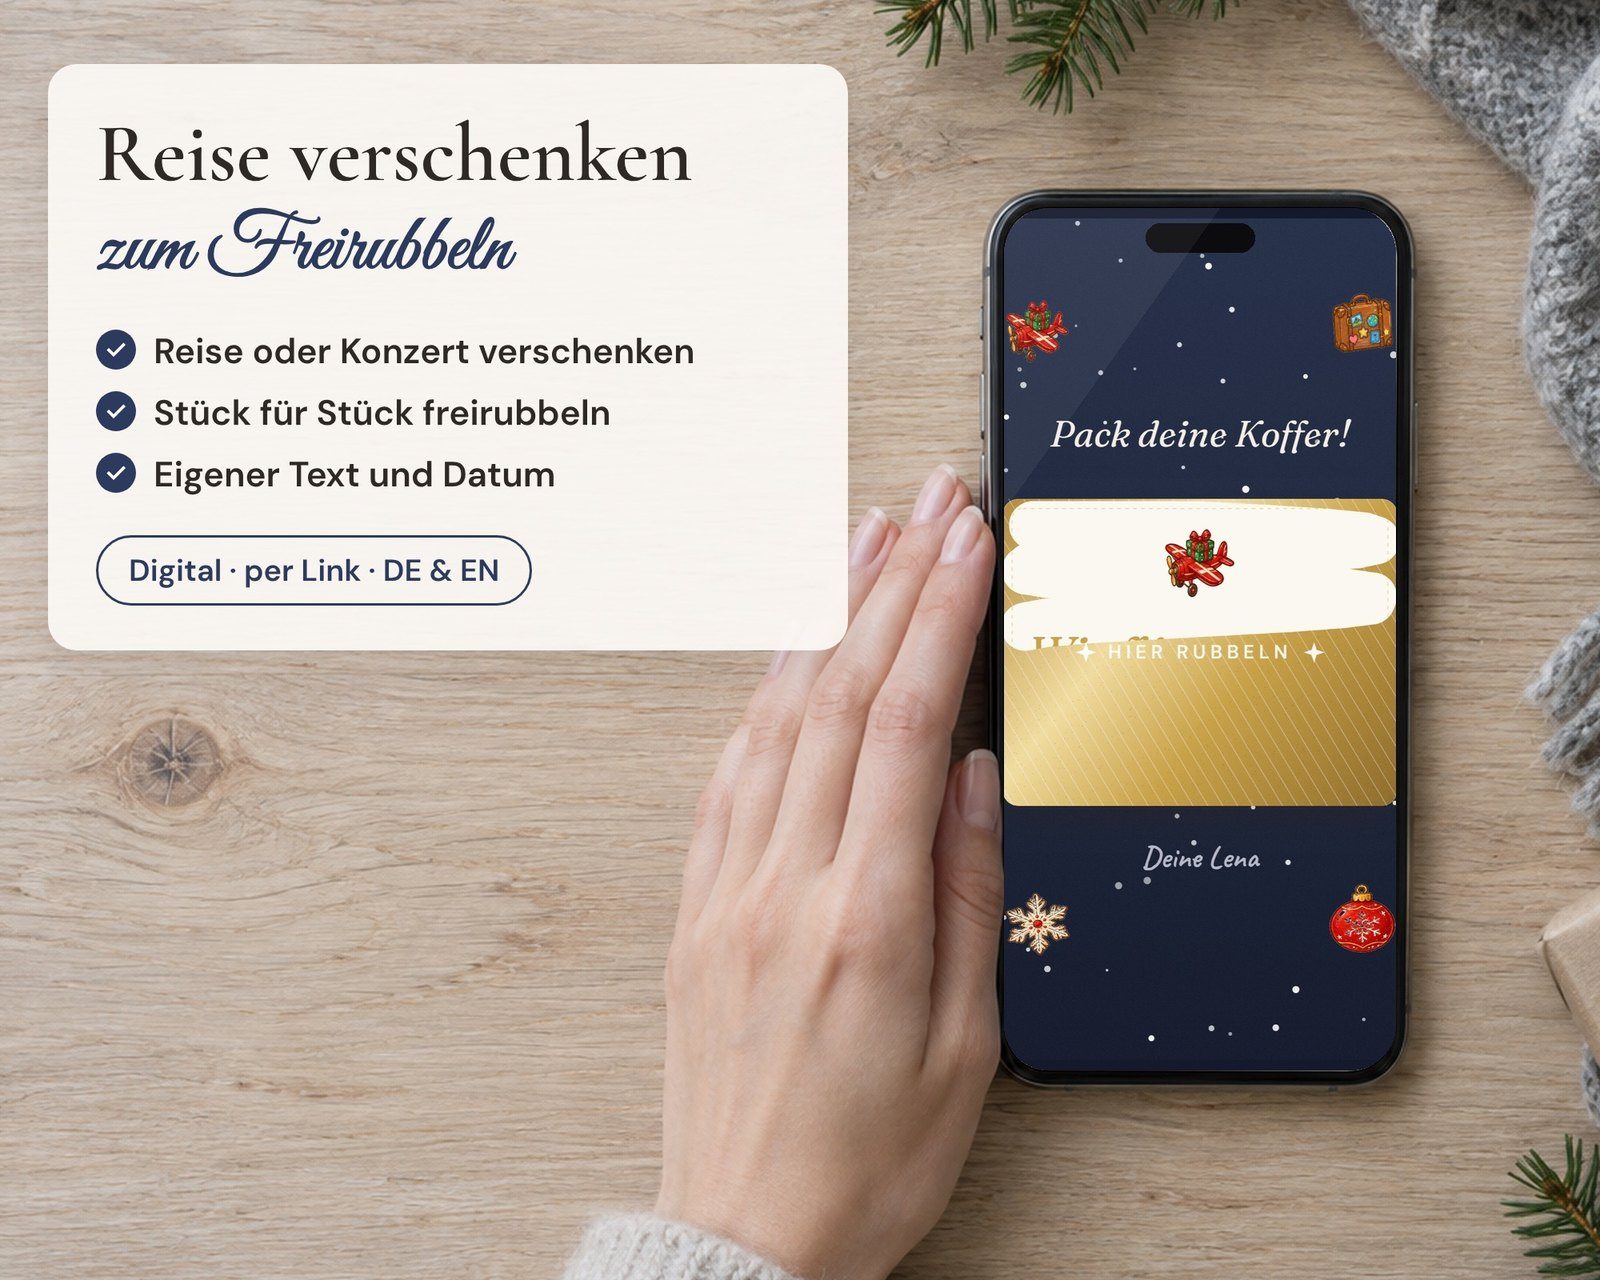 Reise verschenken
zum Freirubbeln
Reise oder Konzert verschenken
Stück für Stück freirubbeln
Eigener Text und Datum
Digital · per Link · DE & EN
Pack deine Koffer!
HIER RUBBELN
Deine Lena